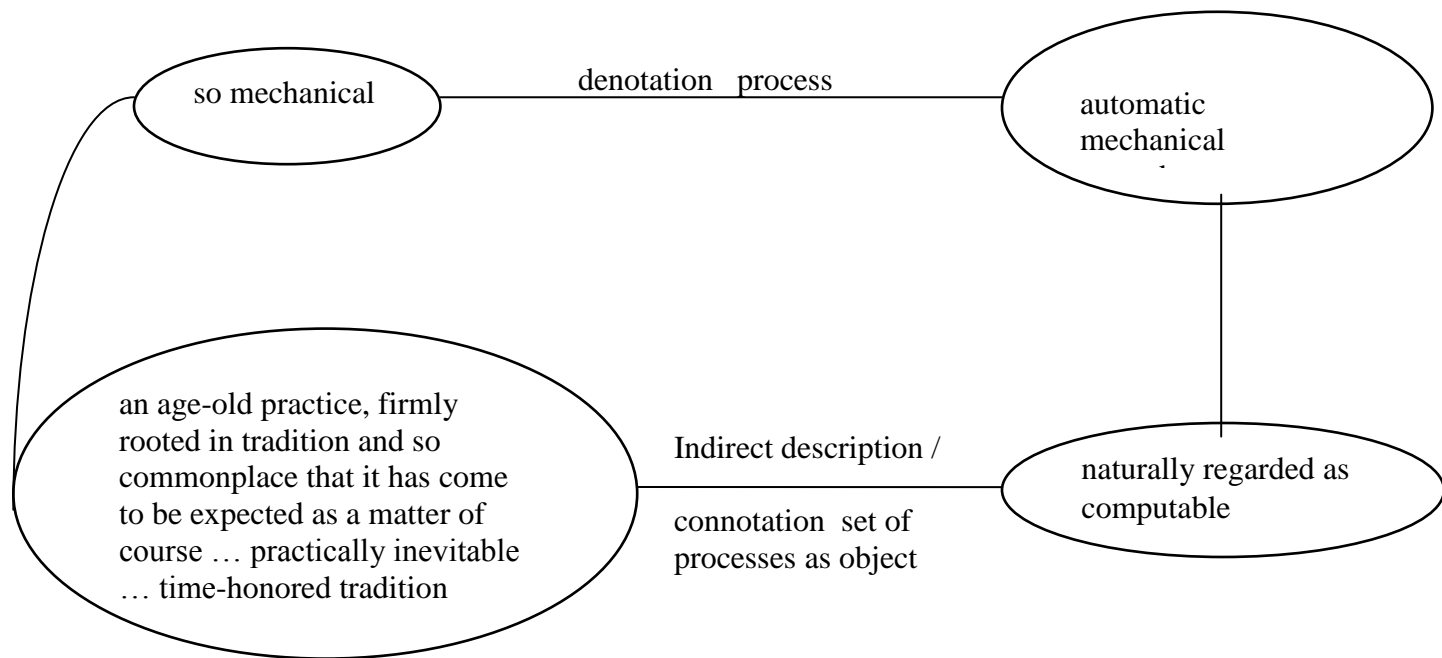 so mechanical
denotation process
automatic
mechanical
an age-old practice, firmly
rooted in tradition and so
commonplace that it has come
to be expected as a matter of
course … practically inevitable
… time-honored tradition
Indirect description /
connotation set of
processes as object
naturally regarded as
computable